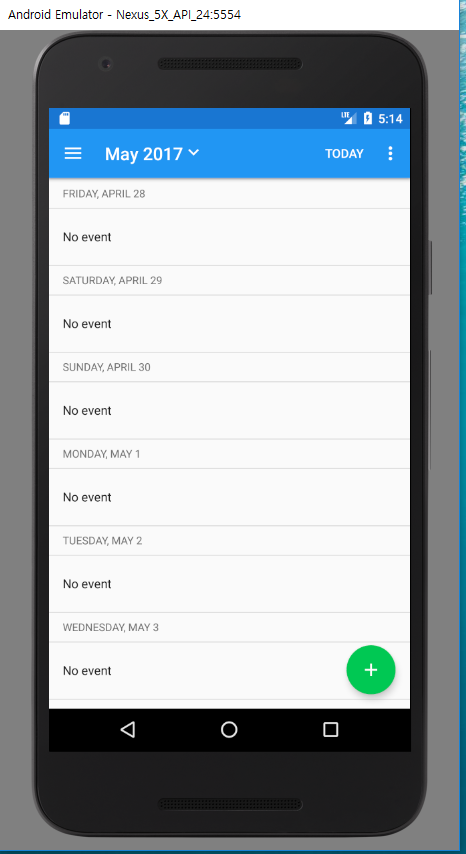 Android Emulator - Nexus_5X_API_24:5554
LTE 5:14
May 2017 TODAY
FRIDAY, APRIL 28
No event
SATURDAY, APRIL 29
No event
SUNDAY, APRIL 30
No event
MONDAY, MAY 1
No event
TUESDAY, MAY 2
No event
WEDNESDAY, MAY 3
No event